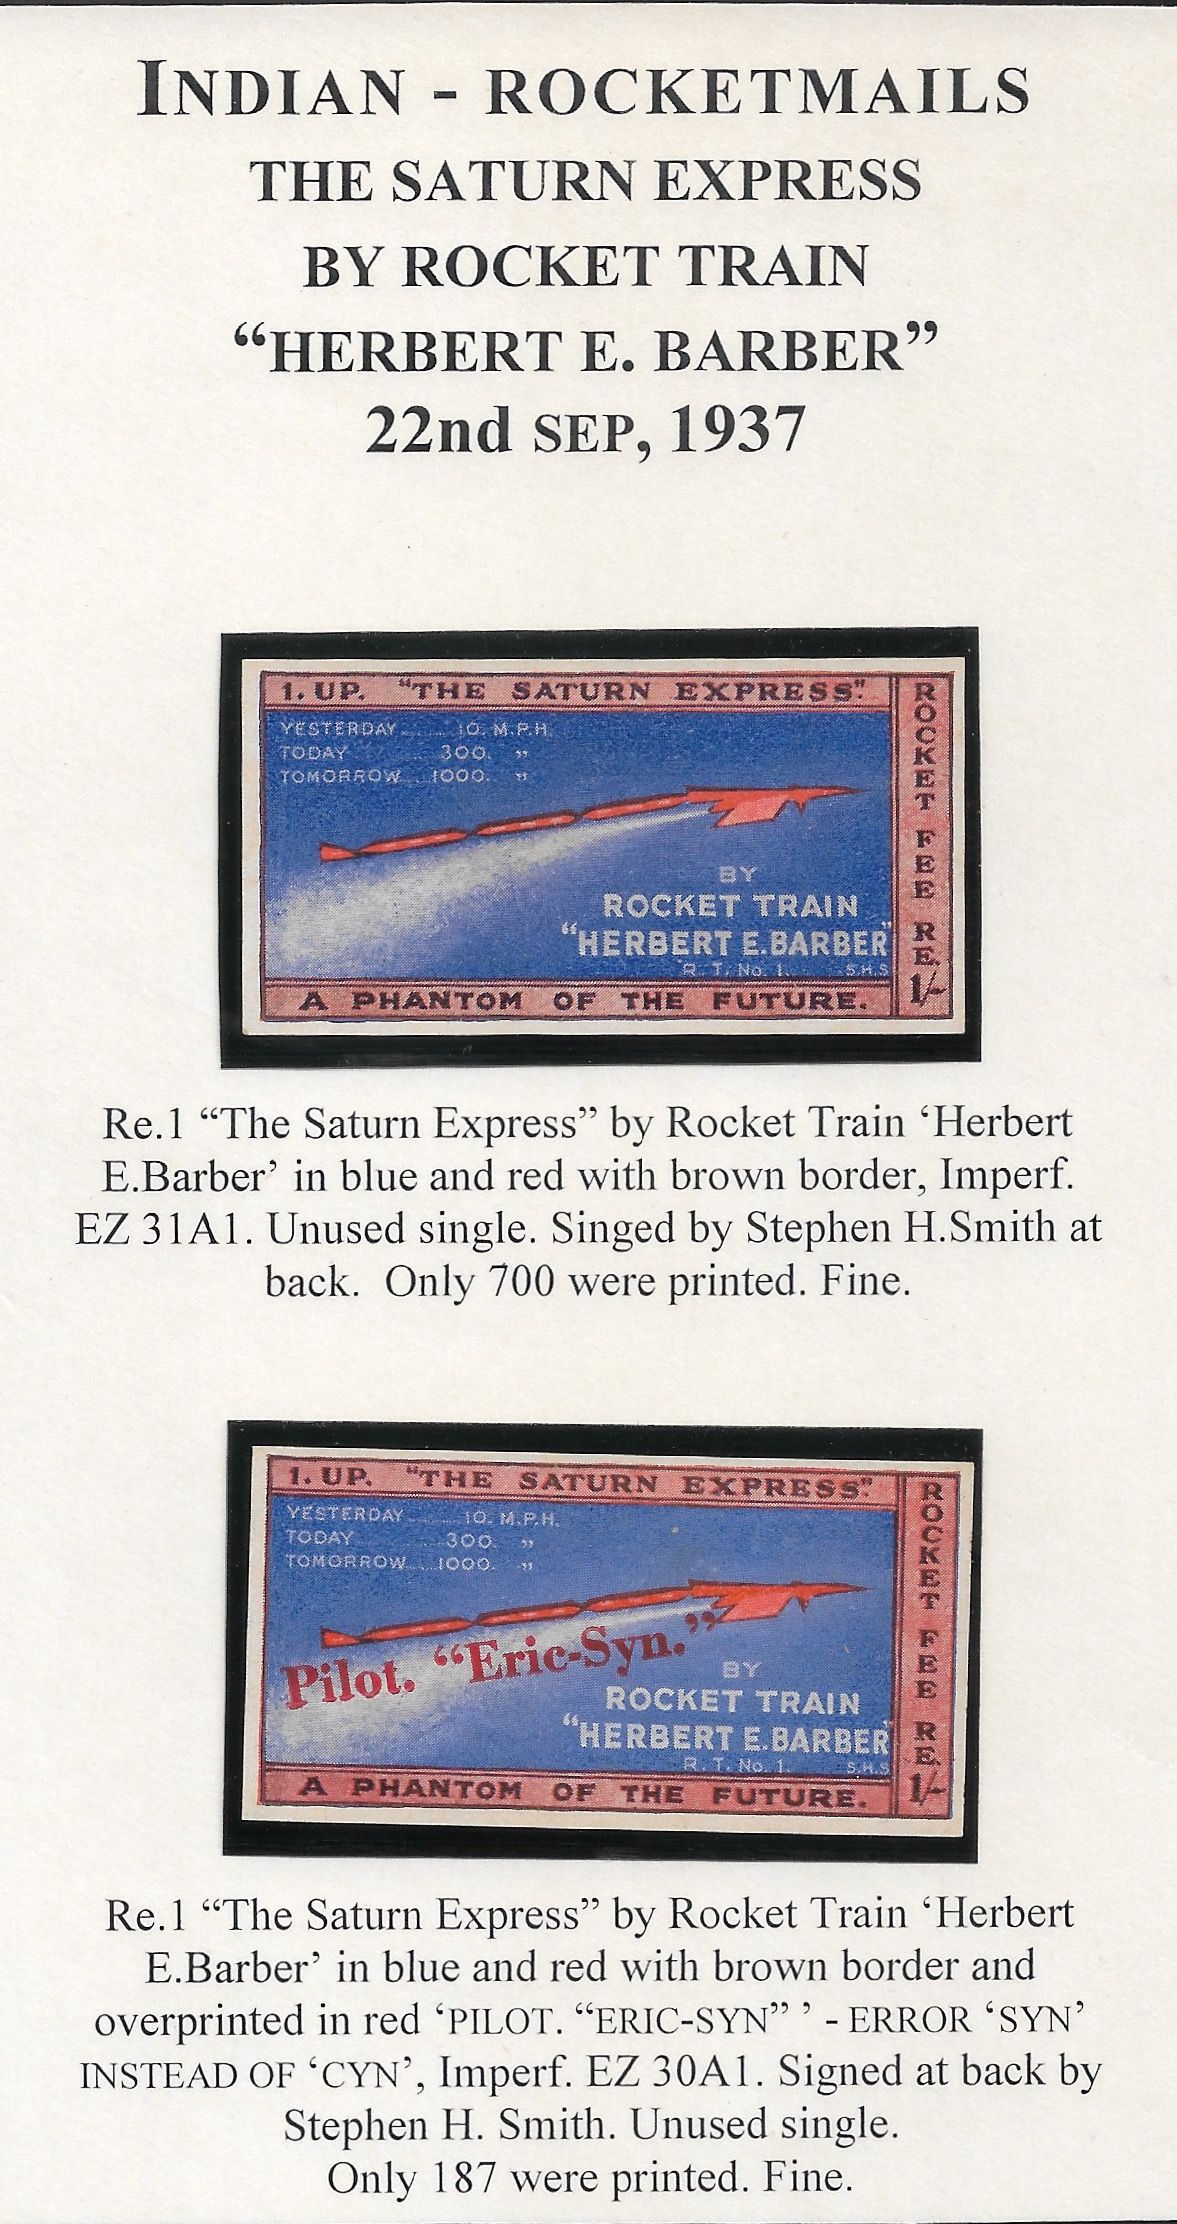 INDIAN - ROCKETMAILS
THE SATURN EXPRESS
BY ROCKET TRAIN
“HERBERT E. BARBER”
22nd SEP, 1937
1. UP. "THE SATURN EXPRESS".
YESTERDAY........10. M.P.H.
TODAY 300. "
TOMORROW....1000. "
BY
ROCKET TRAIN
"HERBERT E.BARBER"
R. T. No. 1. S.H.S
A PHANTOM OF THE FUTURE.
ROCKET FEE RE. 1/-
Re.1 “The Saturn Express” by Rocket Train ‘Herbert
E.Barber’ in blue and red with brown border, Imperf.
EZ 31A1. Unused single. Singed by Stephen H.Smith at
back. Only 700 were printed. Fine.
1. UP. "THE SATURN EXPRESS".
YESTERDAY........10. M.P.H.
TODAY........300. "
TOMORROW.....1000. "
Pilot. “Eric-Syn.”
BY
ROCKET TRAIN
"HERBERT E.BARBER"
R. T. No. 1. S.H.S
A PHANTOM OF THE FUTURE.
ROCKET FEE RE. 1/-
Re.1 “The Saturn Express” by Rocket Train ‘Herbert
E.Barber’ in blue and red with brown border and
overprinted in red ‘PILOT. “ERIC-SYN” ’ - ERROR ‘SYN’
INSTEAD OF ‘CYN’, Imperf. EZ 30A1. Signed at back by
Stephen H. Smith. Unused single.
Only 187 were printed. Fine.